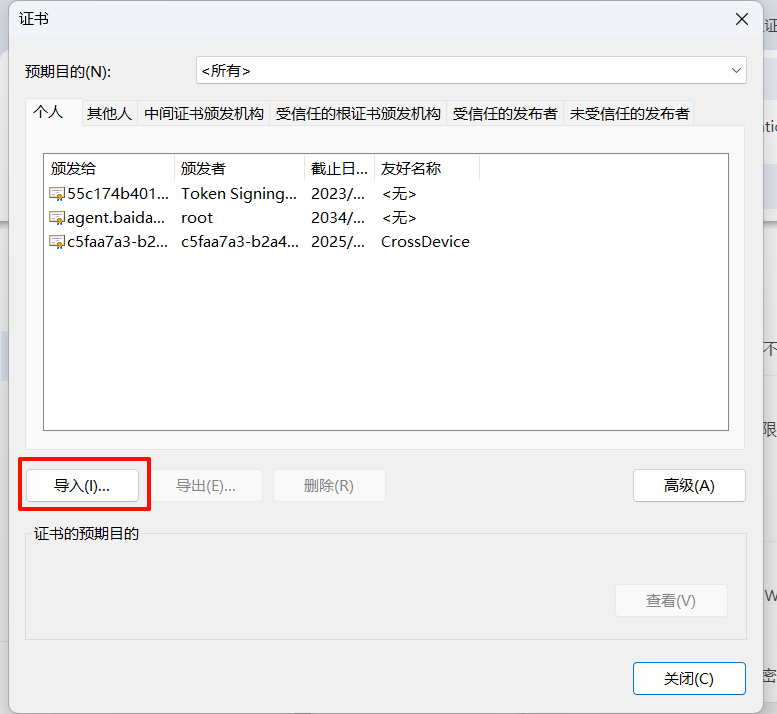 证书
预期目的(N):
<所有>
个人 其他人 中间证书颁发机构 受信任的根证书颁发机构 受信任的发布者 未受信任的发布者
颁发给 颁发者 截止日... 友好名称
55c174b401... Token Signing... 2023/... <无>
agent.baida... root 2034/... <无>
c5faa7a3-b2... c5faa7a3-b2a4... 2025/... CrossDevice
导入(I)... 导出(E)... 删除(R) 高级(A)
证书的预期目的
查看(V)
关闭(C)